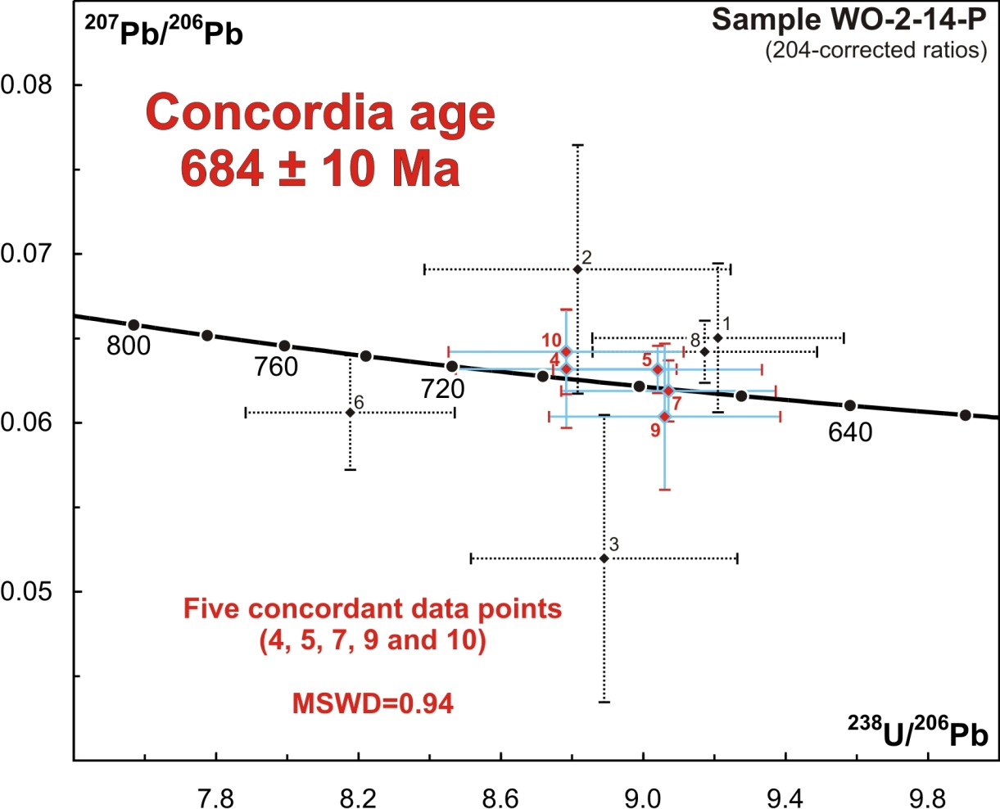 ²⁰⁷Pb/²⁰⁶Pb
Sample WO-2-14-P
(204-corrected ratios)
0.08
Concordia age
684 ± 10 Ma
0.07
2
1
10
8
800
4
5
760
720
6
7
0.06
9
640
3
0.05
Five concordant data points
(4, 5, 7, 9 and 10)
MSWD=0.94
²³⁸U/²⁰⁶Pb
7.8
8.2
8.6
9.0
9.4
9.8